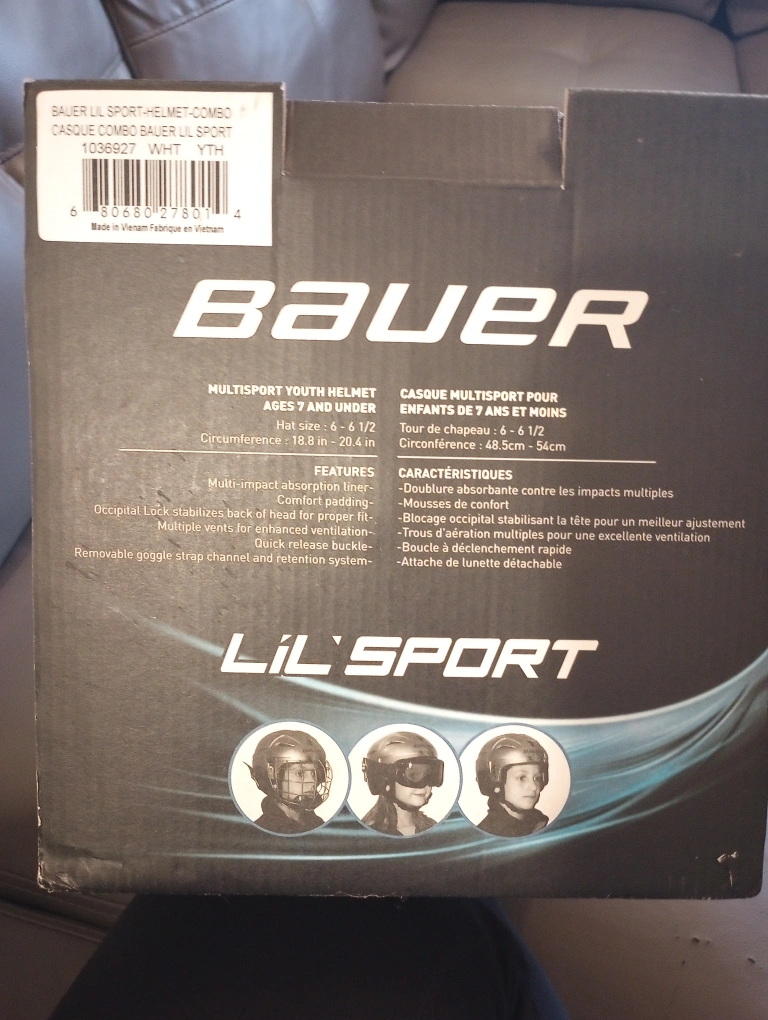 BAUER LIL SPORT-HELMET-COMBO
CASQUE COMBO BAUER LIL SPORT
1036927 WHT YTH
6 80680 27801 4
Made in Vienam Fabrique en Vietnam
BAUER
MULTISPORT YOUTH HELMET
AGES 7 AND UNDER
Hat size : 6 - 6 1/2
Circumference : 18.8 in - 20.4 in
FEATURES
Multi-impact absorption liner-
Comfort padding-
Occipital Lock stabilizes back of head for proper fit-
Multiple vents for enhanced ventilation-
Quick release buckle-
Removable goggle strap channel and retention system-
CASQUE MULTISPORT POUR
ENFANTS DE 7 ANS ET MOINS
Tour de chapeau : 6 - 6 1/2
Circonférence : 48.5cm - 54cm
CARACTÉRISTIQUES
-Doublure absorbante contre les impacts multiples
-Mousses de confort
-Blocage occipital stabilisant la tête pour un meilleur ajustement
-Trous d'aération multiples pour une excellente ventilation
-Boucle à déclenchement rapide
-Attache de lunette détachable
LIL' SPORT